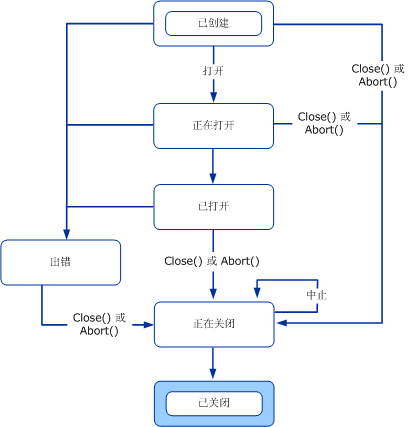 已创建
打开
Close() 或
Abort()
正在打开
Close() 或
Abort()
已打开
出错
Close() 或 Abort()
中止
Close() 或
Abort()
正在关闭
已关闭